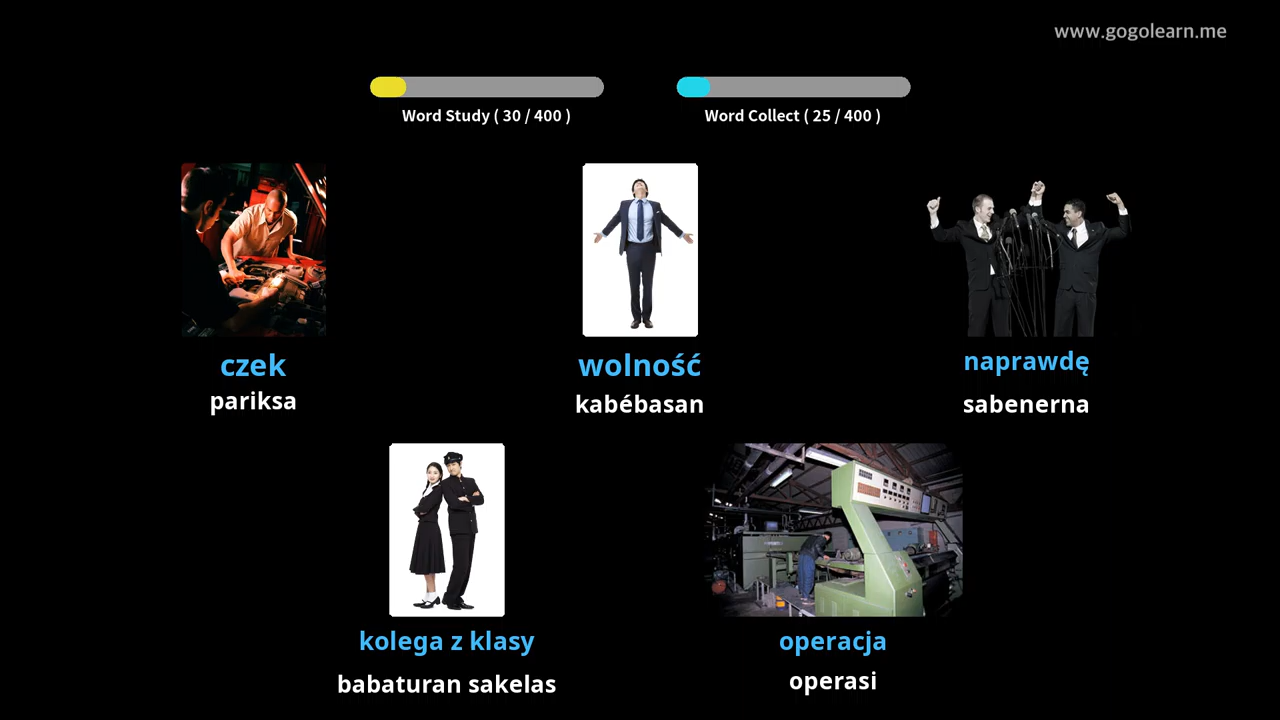 www.gogolearn.me
Word Study ( 30 / 400 )
Word Collect ( 25 / 400 )
czek
pariksa
wolność
kabébasan
naprawdę
sabenerna
kolega z klasy
babaturan sakelas
operacja
operasi